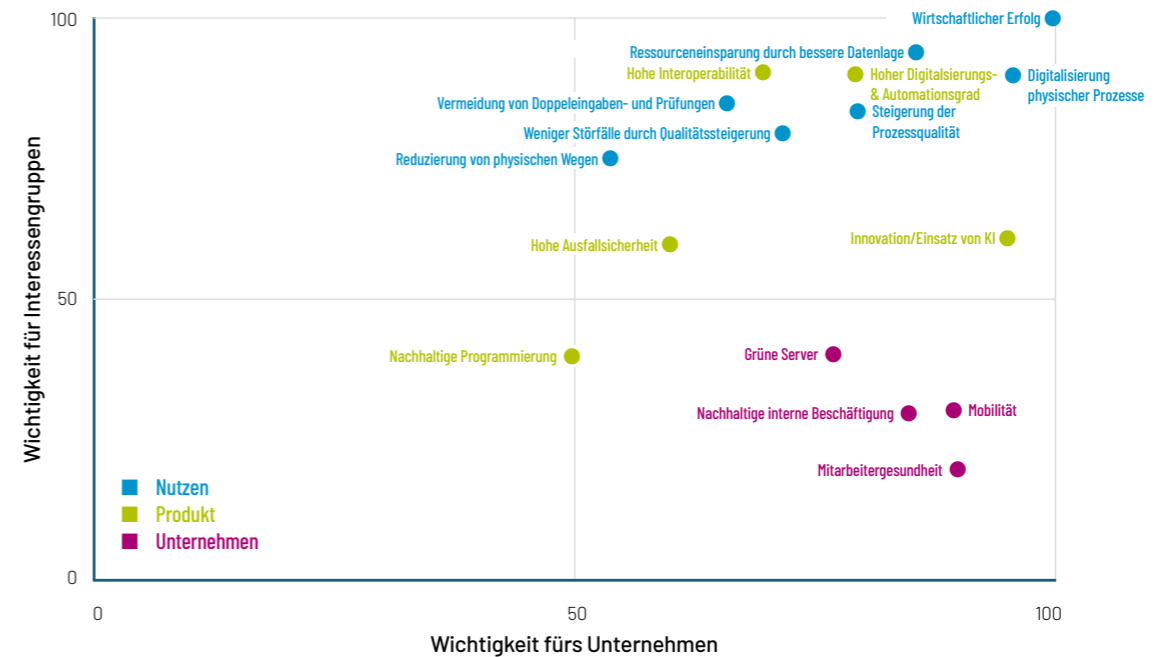 100
Wirtschaftlicher Erfolg
Ressourceneinsparung durch bessere Datenlage
Hohe Interoperabilität
Hoher Digitalsierungs-
& Automationsgrad
Digitalisierung
physischer Prozesse
Vermeidung von Doppeleingaben- und Prüfungen
Steigerung der
Prozessqualität
Weniger Störfälle durch Qualitätssteigerung
Reduzierung von physischen Wegen
Wichtigkeit für Interessengruppen
Hohe Ausfallsicherheit
Innovation/Einsatz von KI
50
Nachhaltige Programmierung
Grüne Server
Nachhaltige interne Beschäftigung
Mobilität
Mitarbeitergesundheit
Nutzen
Produkt
Unternehmen
0
0
50
100
Wichtigkeit fürs Unternehmen